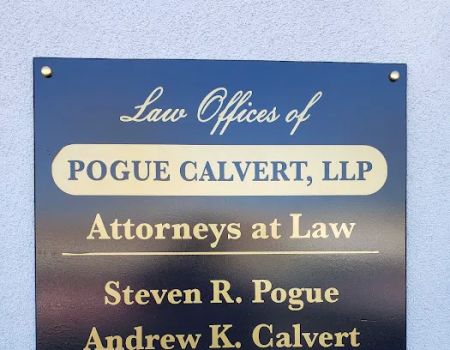 Law Offices of
POGUE CALVERT, LLP
Attorneys at Law
Steven R. Pogue
Andrew K. Calvert